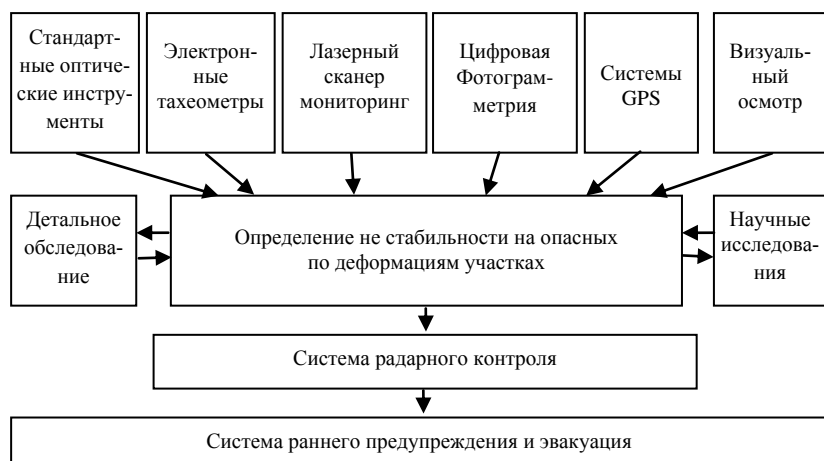 Стандарт-
ные оптиче-
ские инстру-
менты
Электрон-
ные
тахеометры
Лазерный
сканер
мониторинг
Цифровая
Фотограм-
метрия
Системы
GPS
Визуаль-
ный
осмотр
Детальное
обследова-
ние
Определение не стабильности на опасных
по деформациям участках
Научные
исследова-
ния
Система радарного контроля
Система раннего предупреждения и эвакуация